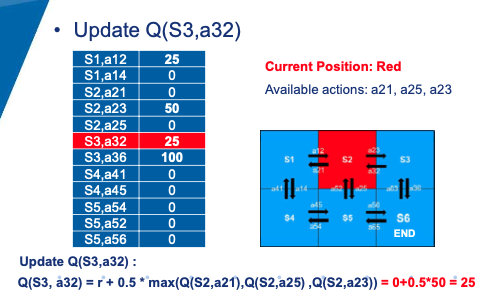 • Update Q(S3,a32)
S1,a12 25
S1,a14 0
S2,a21 0
S2,a23 50
S2,a25 0
S3,a32 25
S3,a36 100
S4,a41 0
S4,a45 0
S5,a54 0
S5,a52 0
S5,a56 0
Current Position: Red
Available actions: a21, a25, a23
a12 a23
S1 S2 S3
a21 a32
a41 a14 a52 a25 a63 a36
a45 a56
S4 S5 S6
a54 a65
END
Update Q(S3,a32) :
Q(S3, a32) = r + 0.5 * max(Q(S2,a21),Q(S2,a25) ,Q(S2,a23)) = 0+0.5*50 = 25